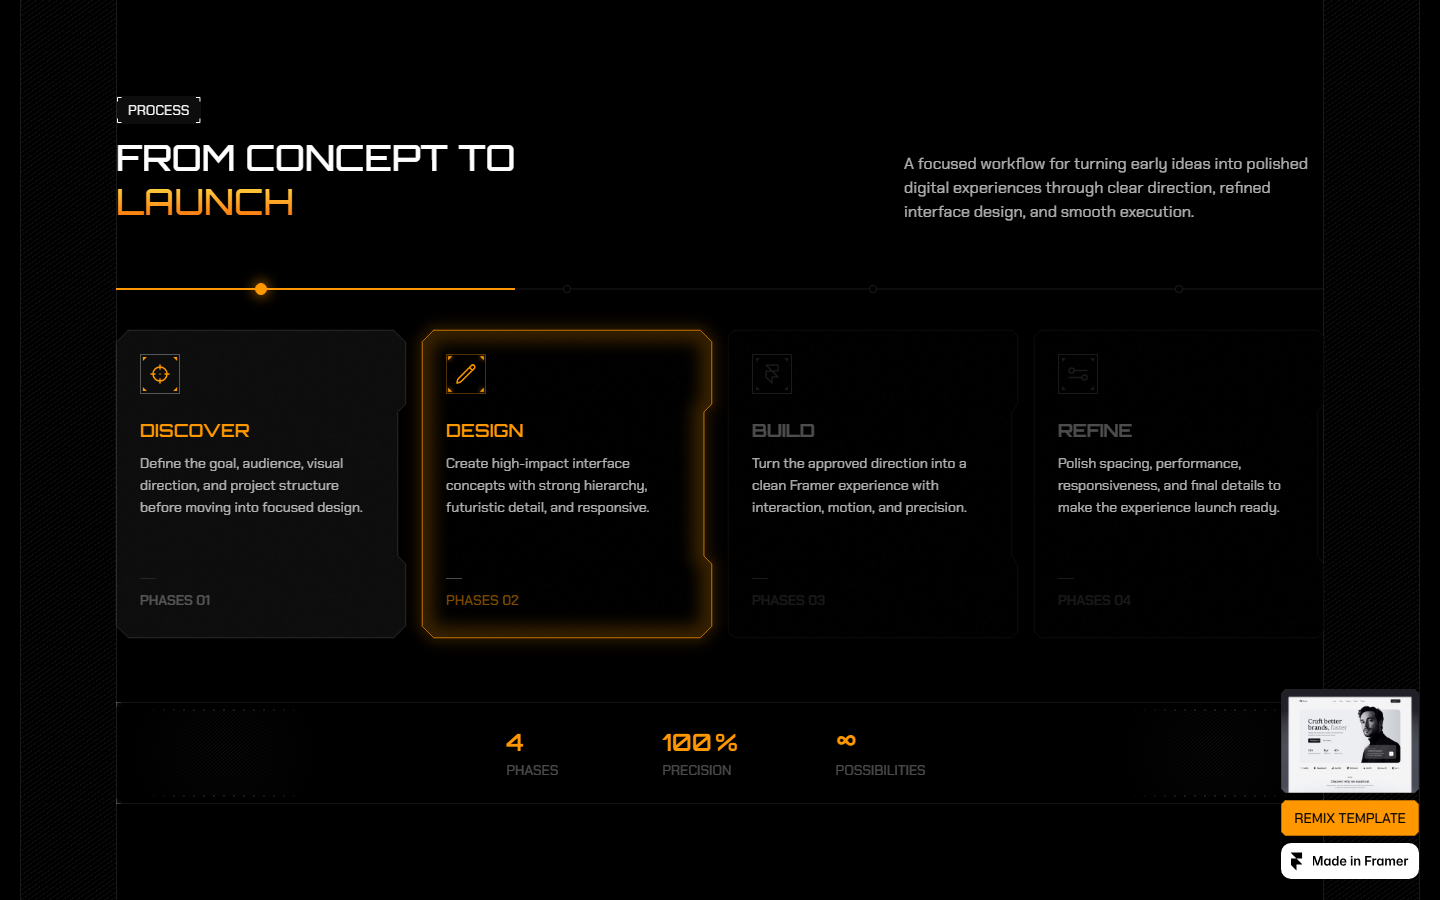 PROCESS
FROM CONCEPT TO
LAUNCH
A focused workflow for turning early ideas into polished
digital experiences through clear direction, refined
interface design, and smooth execution.
DISCOVER
Define the goal, audience, visual
direction, and project structure
before moving into focused design.
PHASES 01
DESIGN
Create high-impact interface
concepts with strong hierarchy,
futuristic detail, and responsive.
PHASES 02
BUILD
Turn the approved direction into a
clean Framer experience with
interaction, motion, and precision.
PHASES 03
REFINE
Polish spacing, performance,
responsiveness, and final details to
make the experience launch ready.
PHASES 04
4
PHASES
100 %
PRECISION
∞
POSSIBILITIES
Craft better
brands, faster
REMIX TEMPLATE
Made in Framer